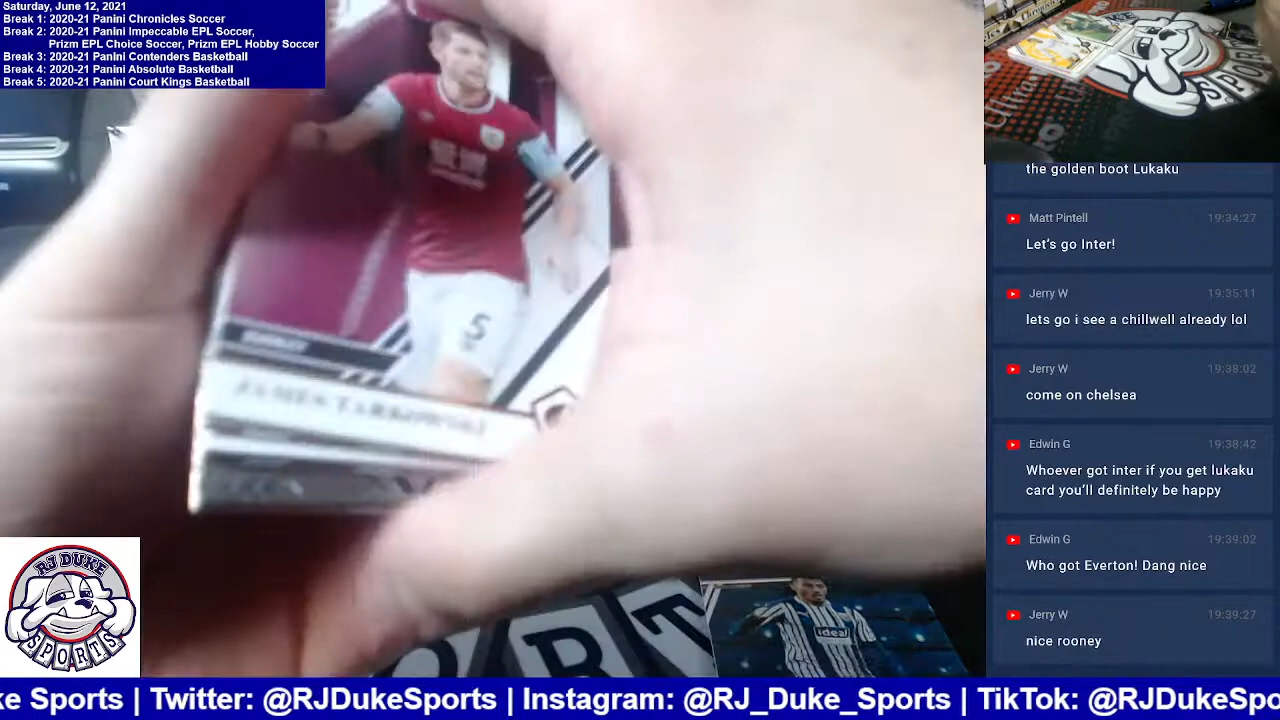 Saturday, June 12, 2021
Break 1: 2020-21 Panini Chronicles Soccer
Break 2: 2020-21 Panini Impeccable EPL Soccer,
Prizm EPL Choice Soccer, Prizm EPL Hobby Soccer
Break 3: 2020-21 Panini Contenders Basketball
Break 4: 2020-21 Panini Absolute Basketball
Break 5: 2020-21 Panini Court Kings Basketball
5
BURNLEY
JAMES TARKOWSKI
ideal
RJ DUKE
SPORTS
the golden boot Lukaku
Matt Pintell 19:34:27
Let's go Inter!
Jerry W 19:35:11
lets go i see a chillwell already lol
Jerry W 19:38:02
come on chelsea
Edwin G 19:38:42
Whoever got inter if you get lukaku
card you'll definitely be happy
Edwin G 19:39:02
Who got Everton! Dang nice
Jerry W 19:39:27
nice rooney
ke Sports | Twitter: @RJDukeSports | Instagram: @RJ_Duke_Sports | TikTok: @RJDukeSpo